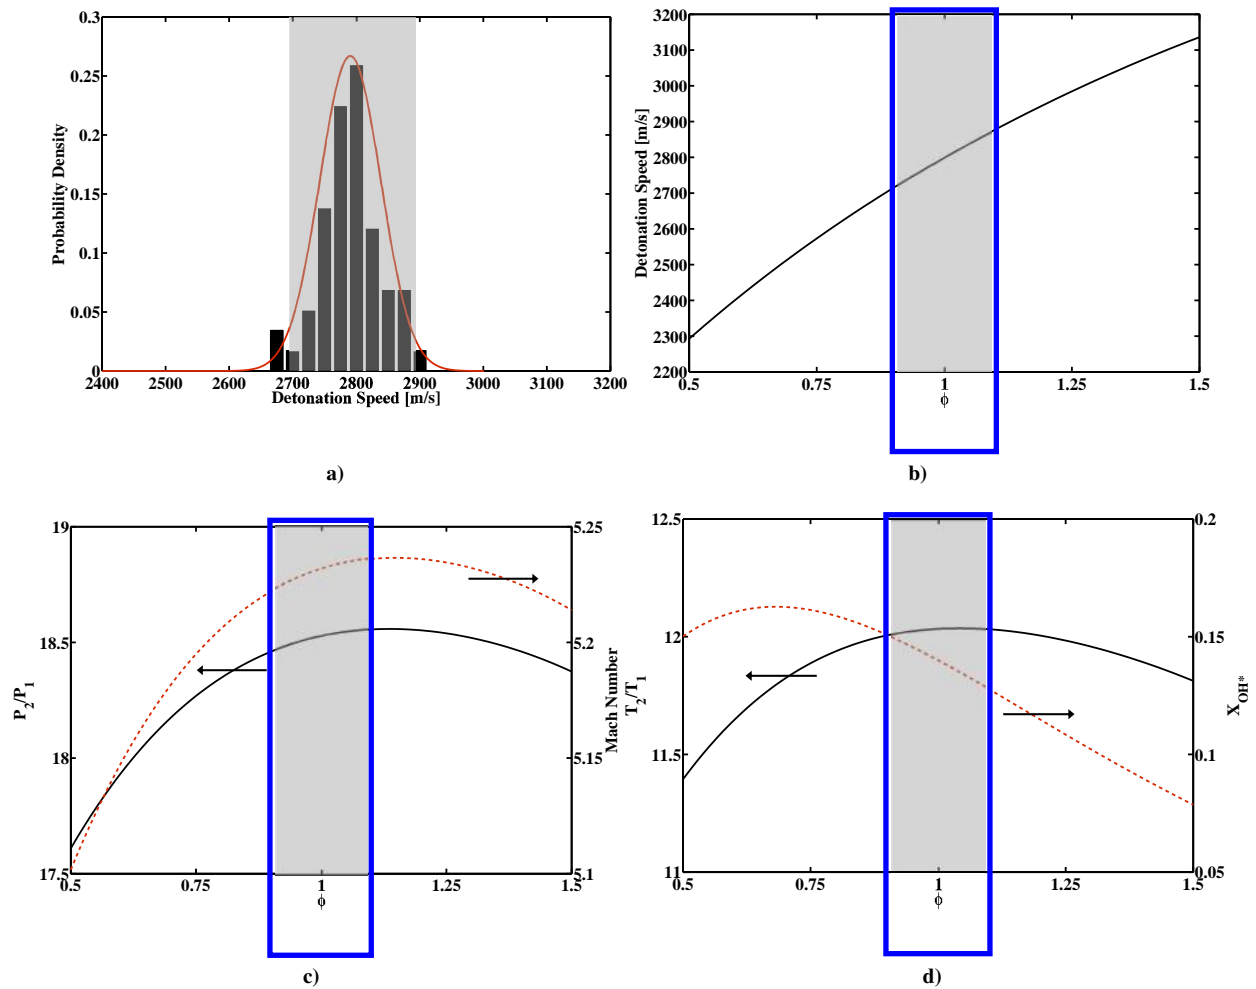 0.3
0.25
0.2
0.15
0.1
0.05
0
Probability Density
2400 2500 2600 2700 2800 2900 3000 3100 3200
Detonation Speed [m/s]
a)
3200
3100
3000
2900
2800
2700
2600
2500
2400
2300
2200
Detonation Speed [m/s]
0.5 0.75 1 1.25 1.5
ϕ
b)
19
18.5
18
17.5
P2/P1
5.25
5.2
5.15
5.1
Mach Number
0.5 0.75 1 1.25 1.5
ϕ
c)
12.5
12
11.5
11
T2/T1
0.2
0.15
0.1
0.05
XOH*
0.5 0.75 1 1.25 1.5
ϕ
d)